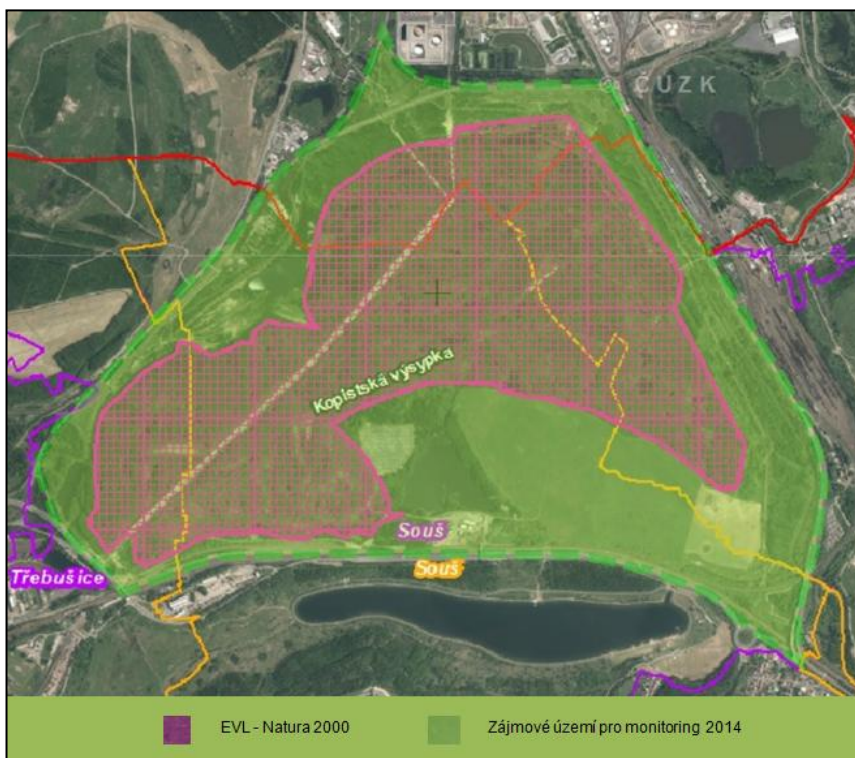 © ČÚZK
Kopistská výsypka
Souš
Třebušice
Souš
EVL - Natura 2000
Zájmové území pro monitoring 2014